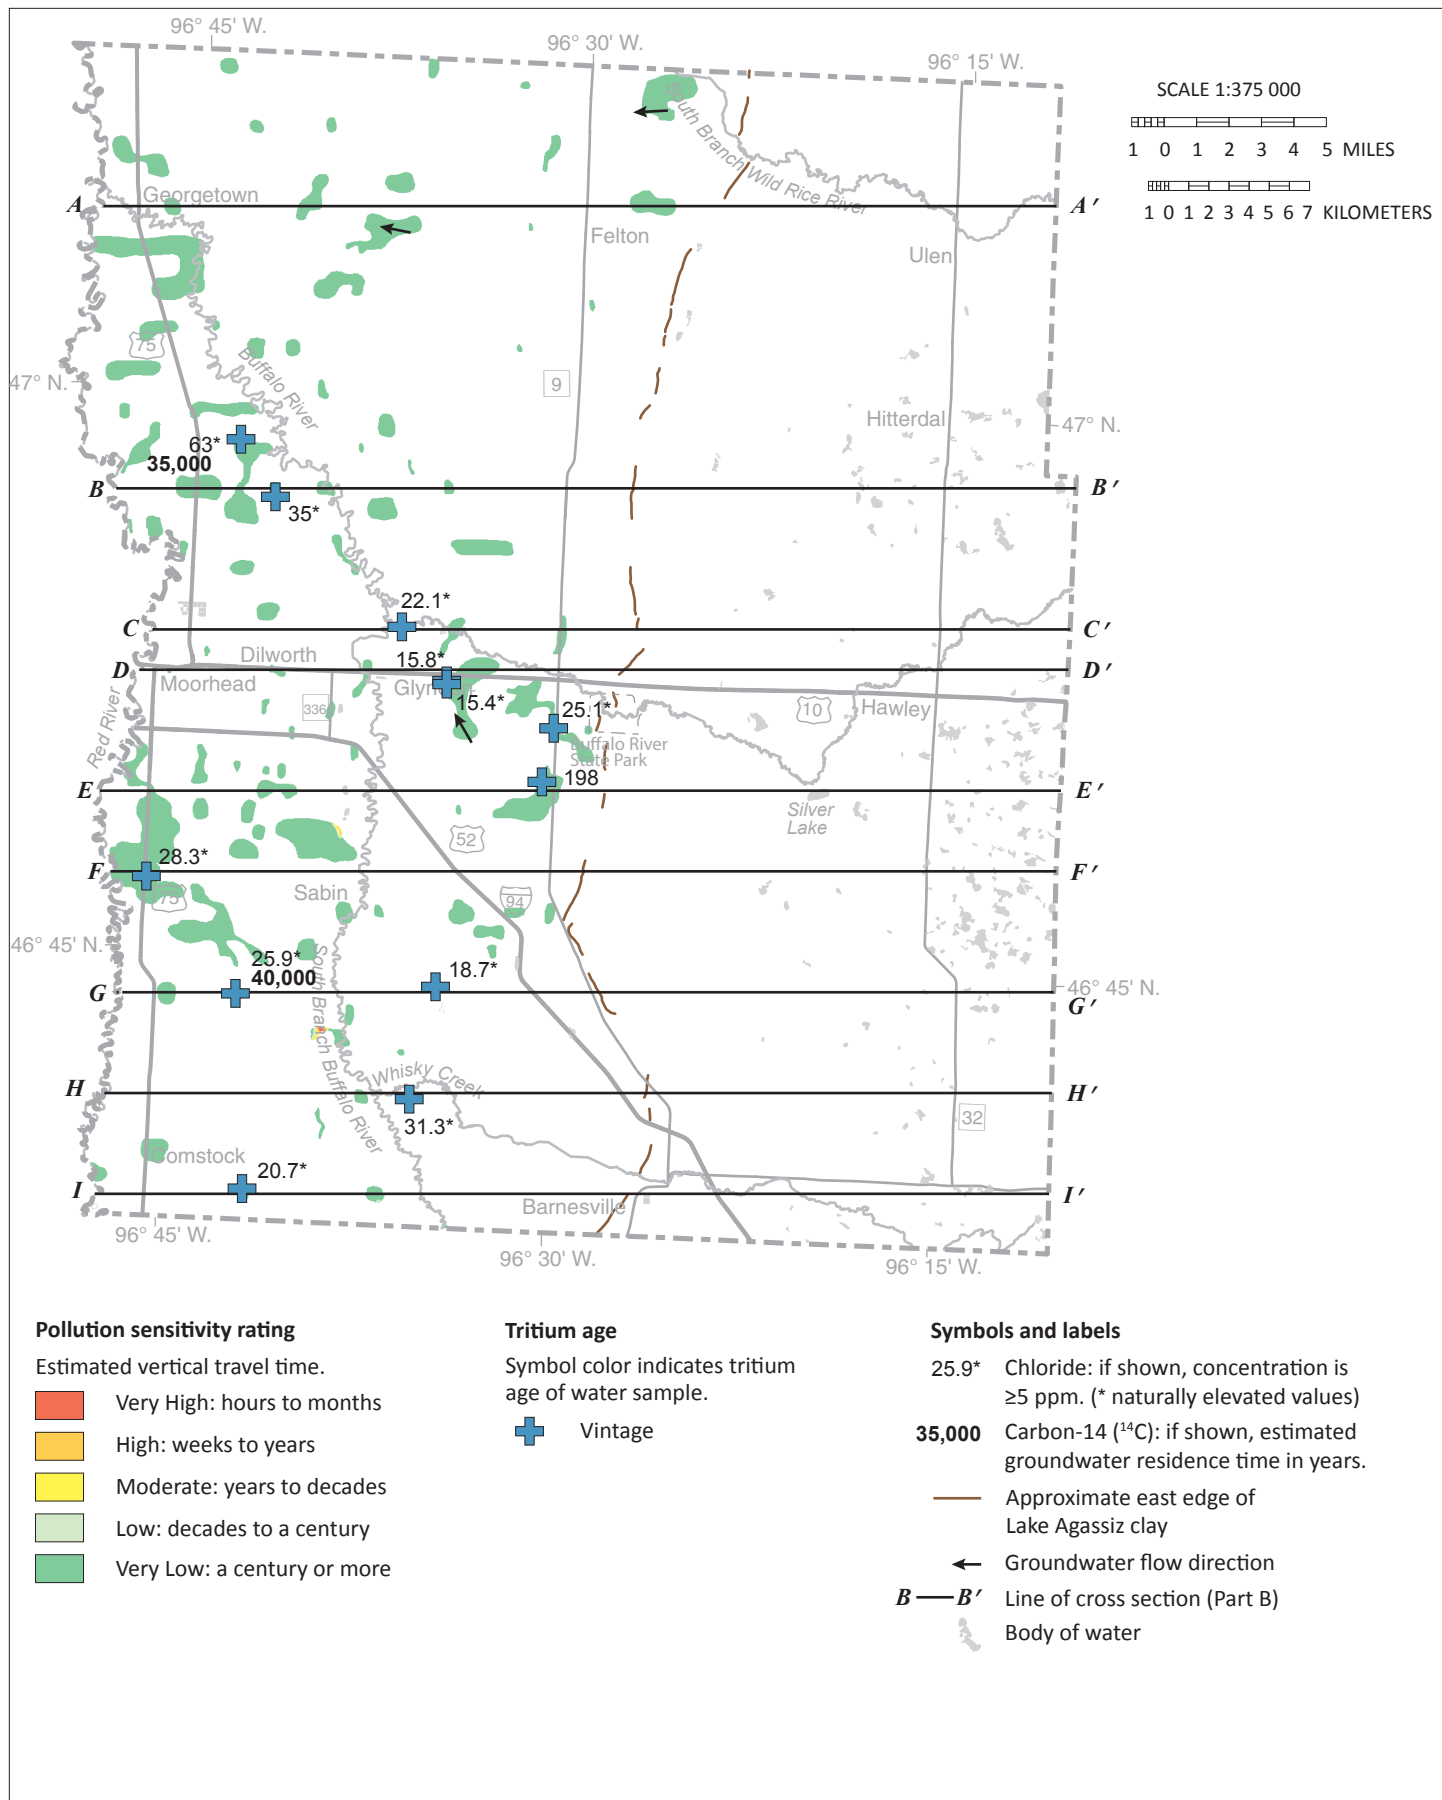 96° 45' W.
96° 30' W.
96° 15' W.
SCALE 1:375 000
1 0 1 2 3 4 5 MILES
1 0 1 2 3 4 5 6 7 KILOMETERS
South Branch Wild Rice River
Georgetown
A
A′
Felton
Ulen
75
Buffalo River
47° N.
9
Hitterdal
47° N.
63*
35,000
B
B′
35*
22.1*
C
C′
Dilworth
15.8*
D
D′
Moorhead
Glyn
15.4*
336
25.1*
10
Hawley
Red River
Buffalo River
State Park
198
E
E′
Silver
Lake
52
28.3*
F
F′
75
Sabin
94
46° 45' N.
25.9*
40,000
18.7*
G
G′
46° 45' N.
South Branch Buffalo River
Whisky Creek
H
H′
31.3*
32
Comstock
20.7*
I
I′
Barnesville
96° 45' W.
96° 30' W.
96° 15' W.
Pollution sensitivity rating
Estimated vertical travel time.
Very High: hours to months
High: weeks to years
Moderate: years to decades
Low: decades to a century
Very Low: a century or more
Tritium age
Symbol color indicates tritium
age of water sample.
Vintage
Symbols and labels
25.9* Chloride: if shown, concentration is
≥5 ppm. (* naturally elevated values)
35,000 Carbon-14 (¹⁴C): if shown, estimated
groundwater residence time in years.
Approximate east edge of
Lake Agassiz clay
Groundwater flow direction
B B′ Line of cross section (Part B)
Body of water